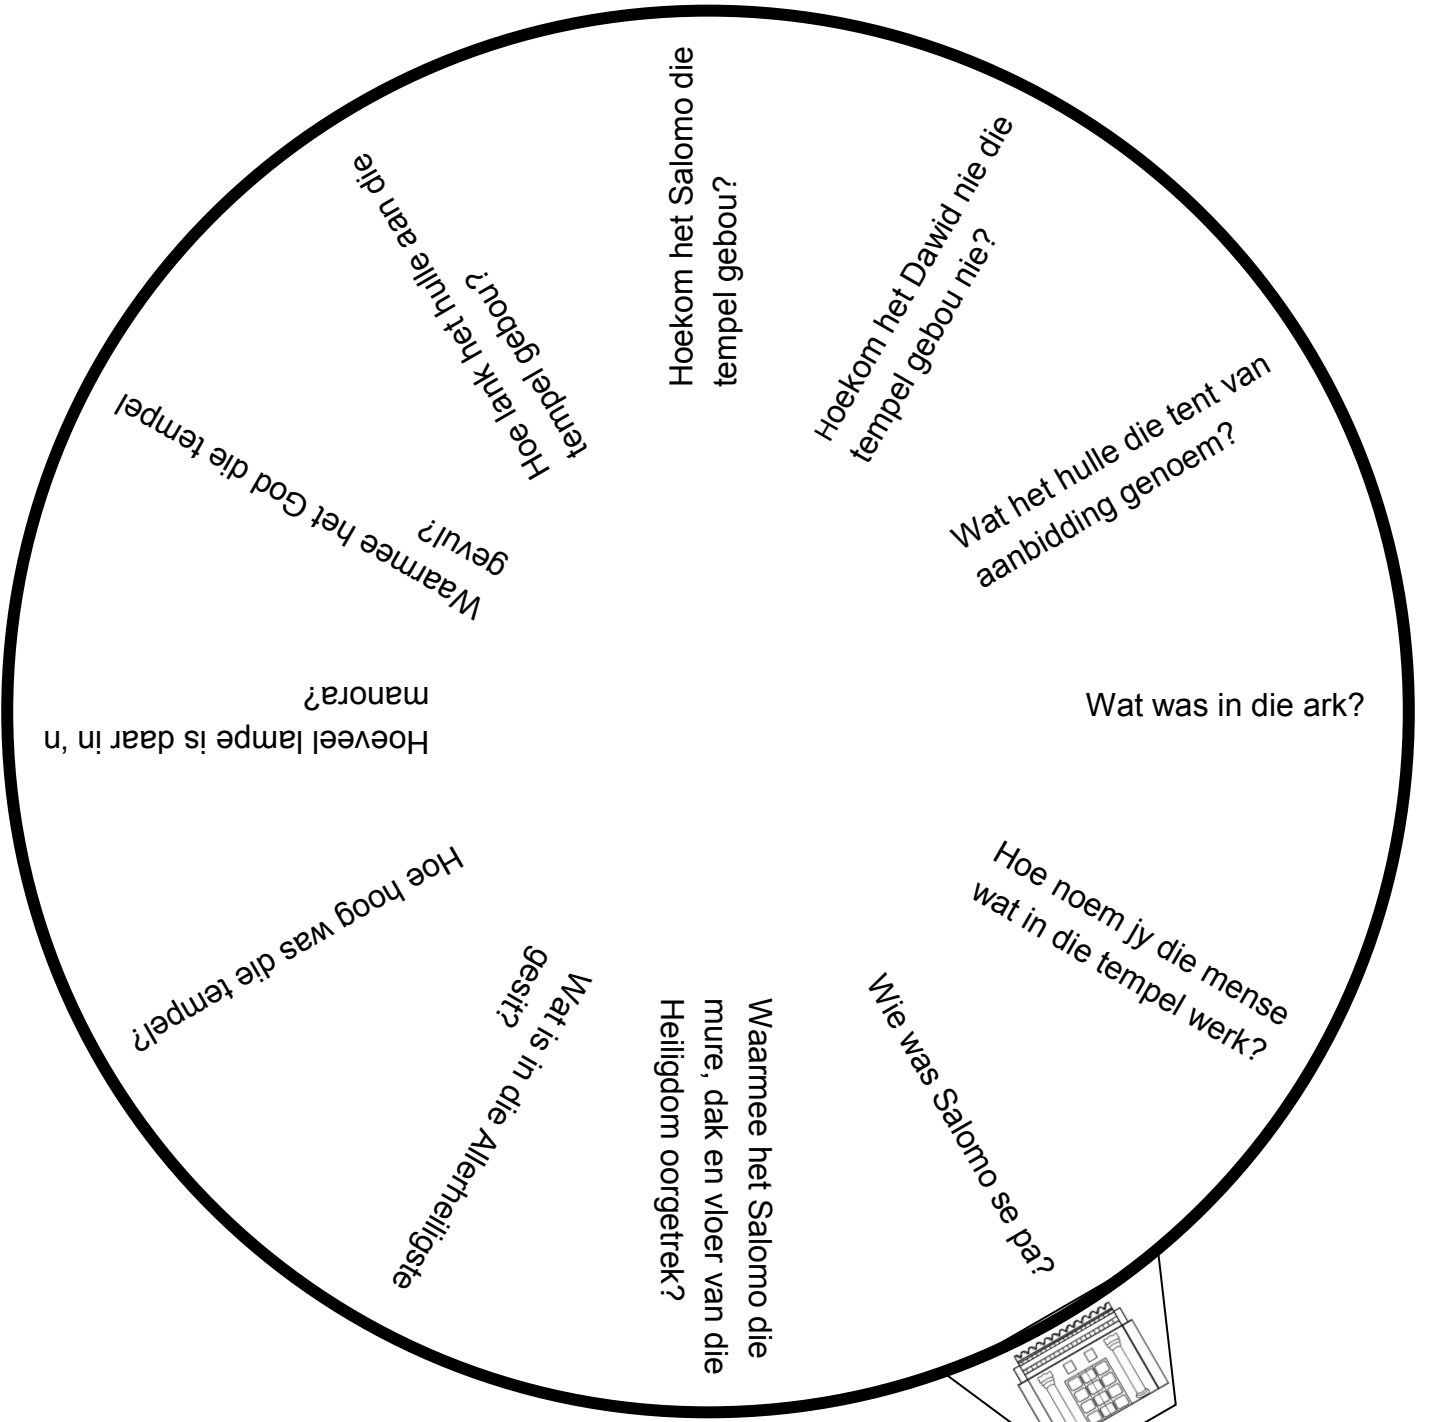 Hoekom het Salomo die
tempel gebou?
Hoekom het Dawid nie die
tempel gebou nie?
Wat het hulle die tent van
aanbidding genoem?
Wat was in die ark?
Hoe noem jy die mense
wat in die tempel werk?
Wie was Salomo se pa?
Waarmee het Salomo die
mure, dak en vloer van die
Heiligdom oorgetrek?
Wat is in die Allerheiligste
gesit?
Hoe hoog was die tempel?
Hoeveel lampe is daar in 'n
manora?
Waarmee het God die tempel
gevul?
Hoe lank het hulle aan die
tempel gebou?